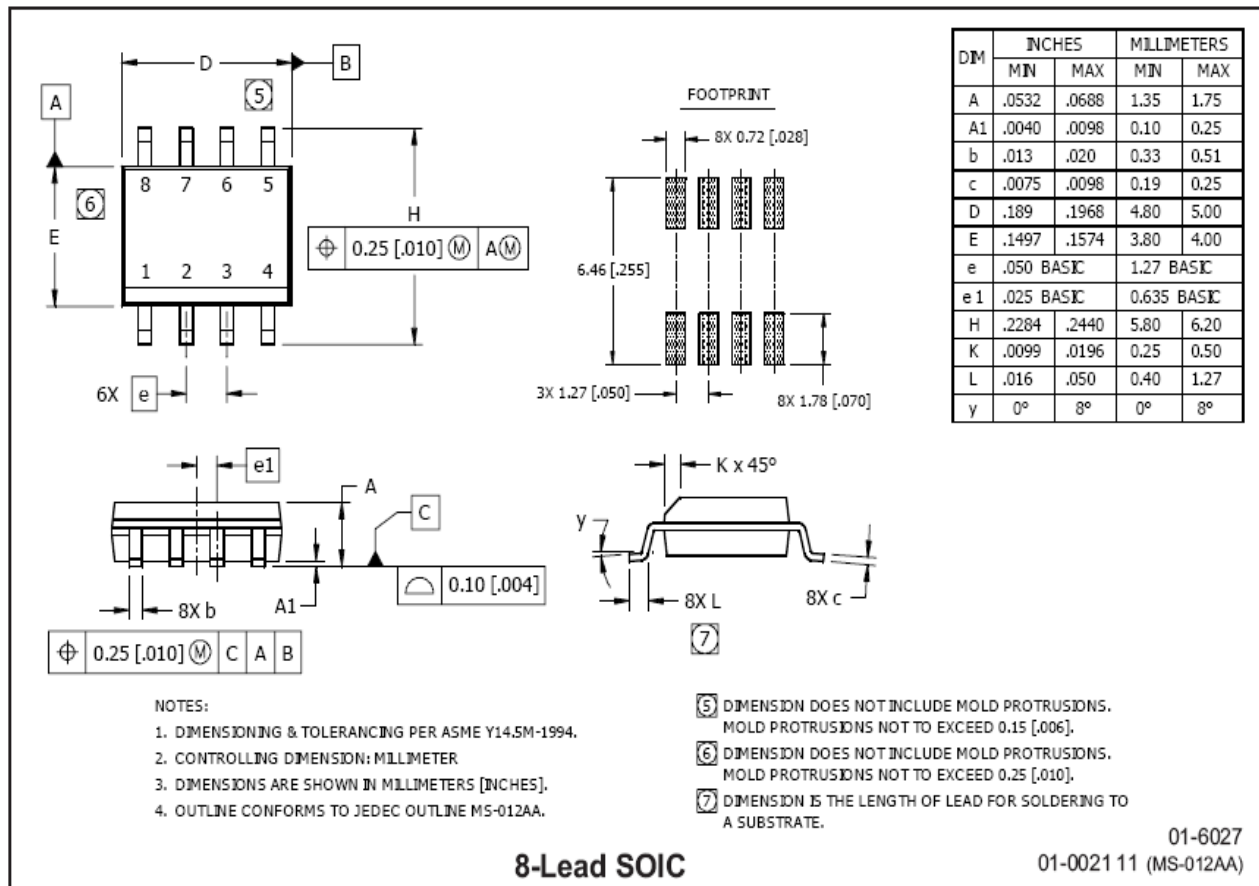 D
B
5
A
8 7 6 5
6
E
H
⌖ 0.25 [.010] Ⓜ AⓂ
1 2 3 4
6X e
FOOTPRINT
8X 0.72 [.028]
6.46 [.255]
3X 1.27 [.050]
8X 1.78 [.070]
DIM INCHES MILLIMETERS
MIN MAX MIN MAX
A .0532 .0688 1.35 1.75
A1 .0040 .0098 0.10 0.25
b .013 .020 0.33 0.51
c .0075 .0098 0.19 0.25
D .189 .1968 4.80 5.00
E .1497 .1574 3.80 4.00
e .050 BASIC 1.27 BASIC
e 1 .025 BASIC 0.635 BASIC
H .2284 .2440 5.80 6.20
K .0099 .0196 0.25 0.50
L .016 .050 0.40 1.27
y 0° 8° 0° 8°
e1
A
C
0.10 [.004]
A1
8X b
⌖ 0.25 [.010] Ⓜ C A B
K x 45º
y
8X L
7
8X c
NOTES:
1. DIMENSIONING & TOLERANCING PER ASME Y14.5M-1994.
2. CONTROLLING DIMENSION: MILLIMETER
3. DIMENSIONS ARE SHOWN IN MILLIMETERS [INCHES].
4. OUTLINE CONFORMS TO JEDEC OUTLINE MS-012AA.
5 DIMENSION DOES NOT INCLUDE MOLD PROTRUSIONS.
MOLD PROTRUSIONS NOT TO EXCEED 0.15 [.006].
6 DIMENSION DOES NOT INCLUDE MOLD PROTRUSIONS.
MOLD PROTRUSIONS NOT TO EXCEED 0.25 [.010].
7 DIMENSION IS THE LENGTH OF LEAD FOR SOLDERING TO
A SUBSTRATE.
8-Lead SOIC
01-6027
01-0021 11 (MS-012AA)